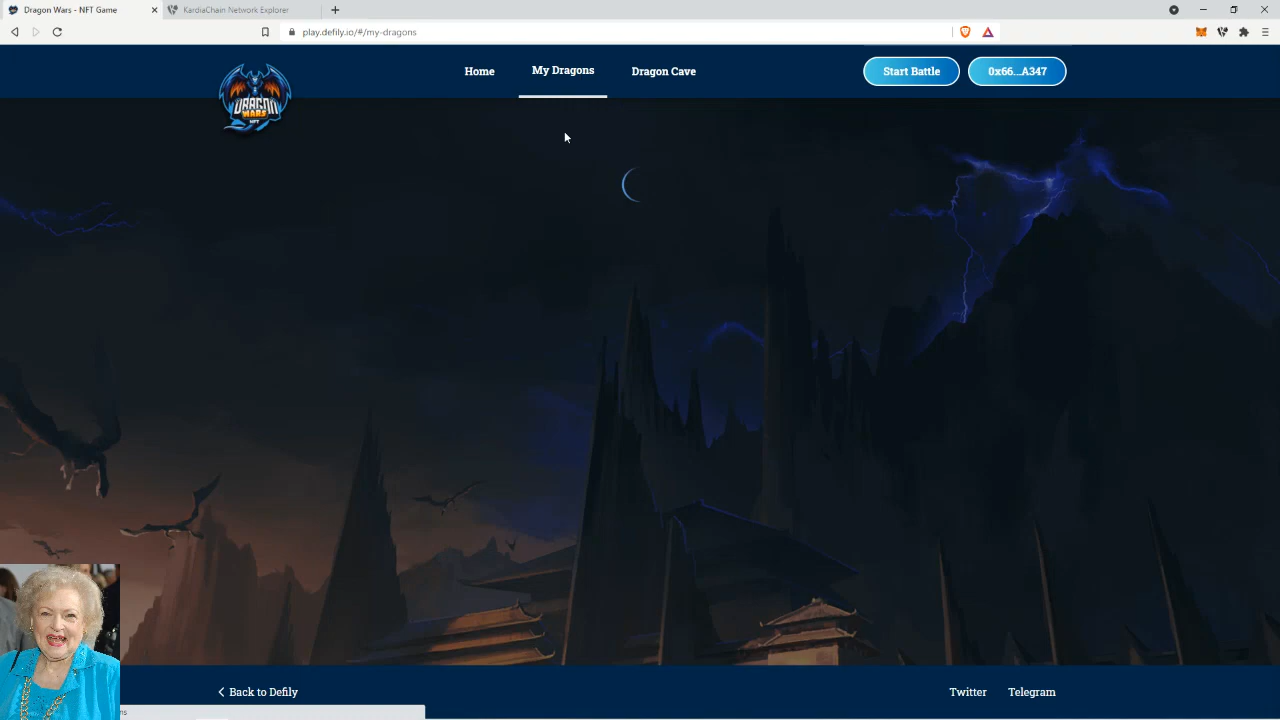 Dragon Wars - NFT Game
KardiaChain Network Explorer
play.defily.io/#/my-dragons
DRAGON
WARS
NFT
Home
My Dragons
Dragon Cave
Start Battle
0x66...A347
Back to Defily
Twitter
Telegram
ns